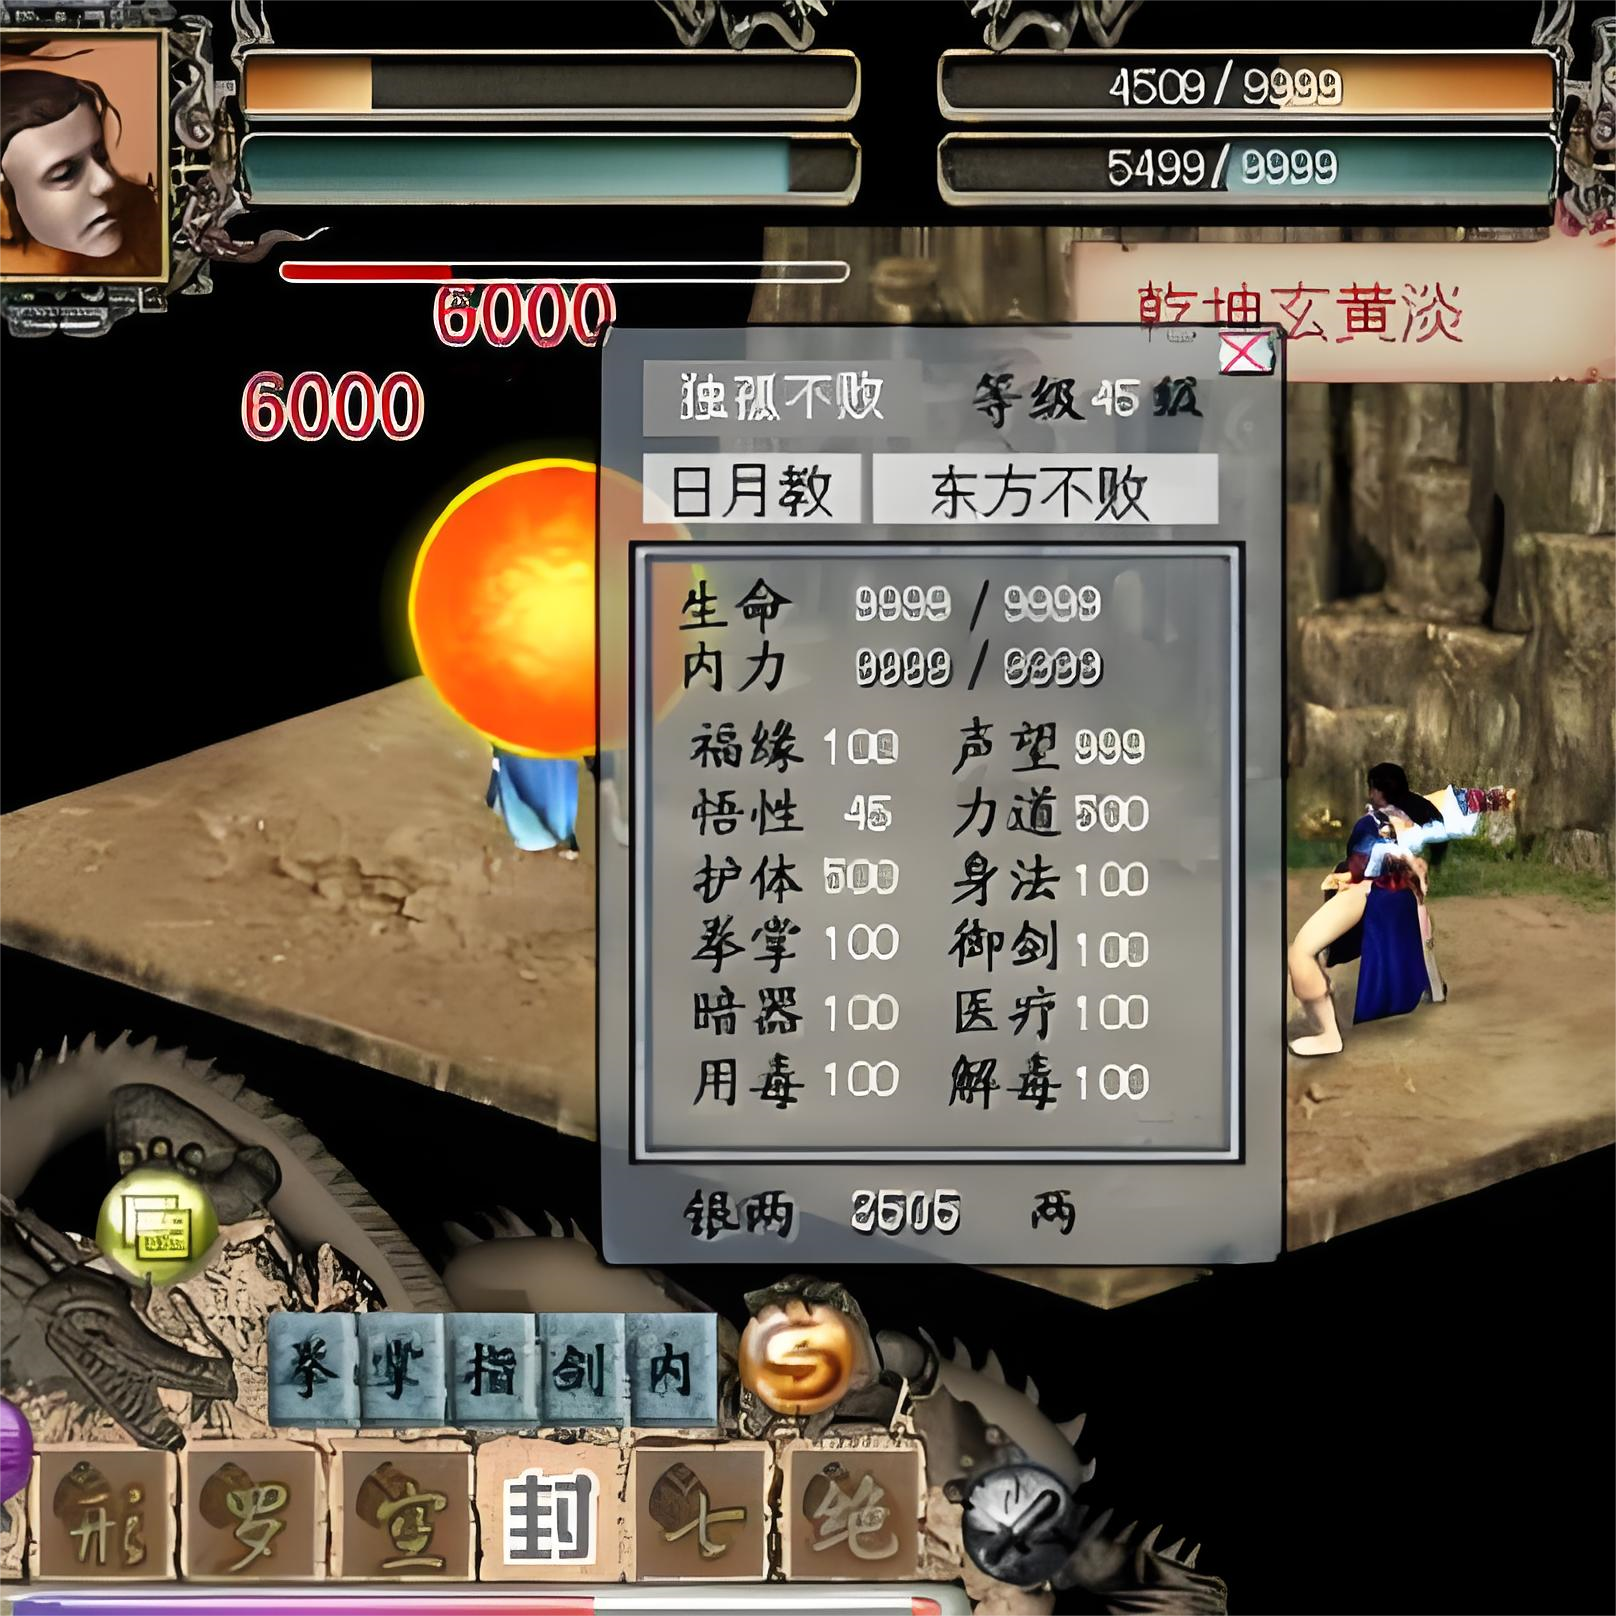 4509/9999
5499/9999
6000
乾坤玄黄淡
6000
独孤不败 等级 45 级
日月教 东方不败
生命 9999/9999
内力 9999/9999
福缘 100 声望 999
悟性 45 力道 500
护体 500 身法 100
拳掌 100 御剑 100
暗器 100 医疗 100
用毒 100 解毒 100
银两 2505 两
拳 掌 指 剑 内
形 罗 空 封 七 绝